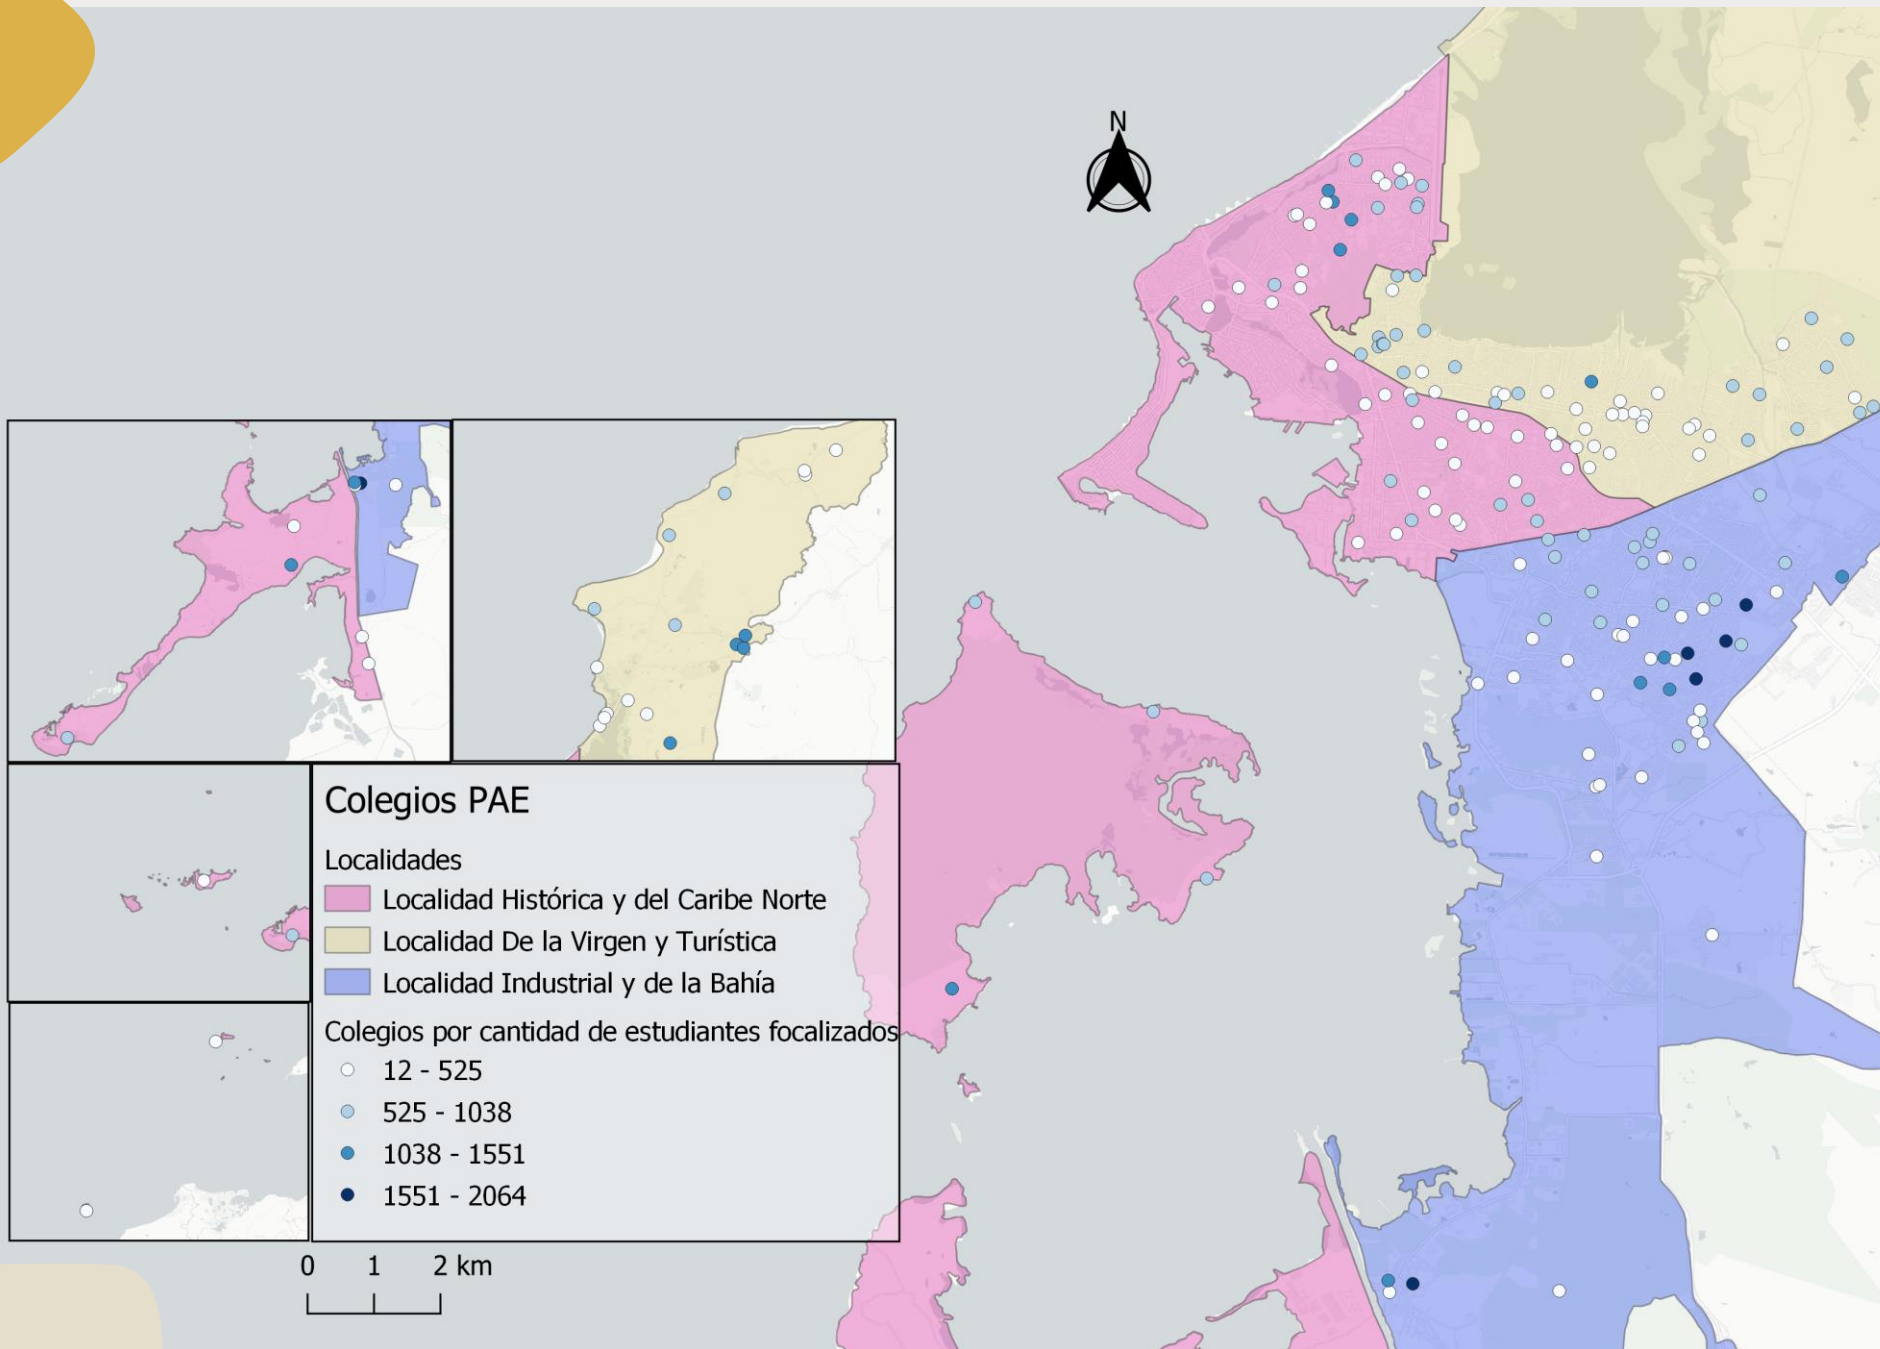 N
Colegios PAE
Localidades
Localidad Histórica y del Caribe Norte
Localidad De la Virgen y Turística
Localidad Industrial y de la Bahía
Colegios por cantidad de estudiantes focalizados
12 - 525
525 - 1038
1038 - 1551
1551 - 2064
0 1 2 km